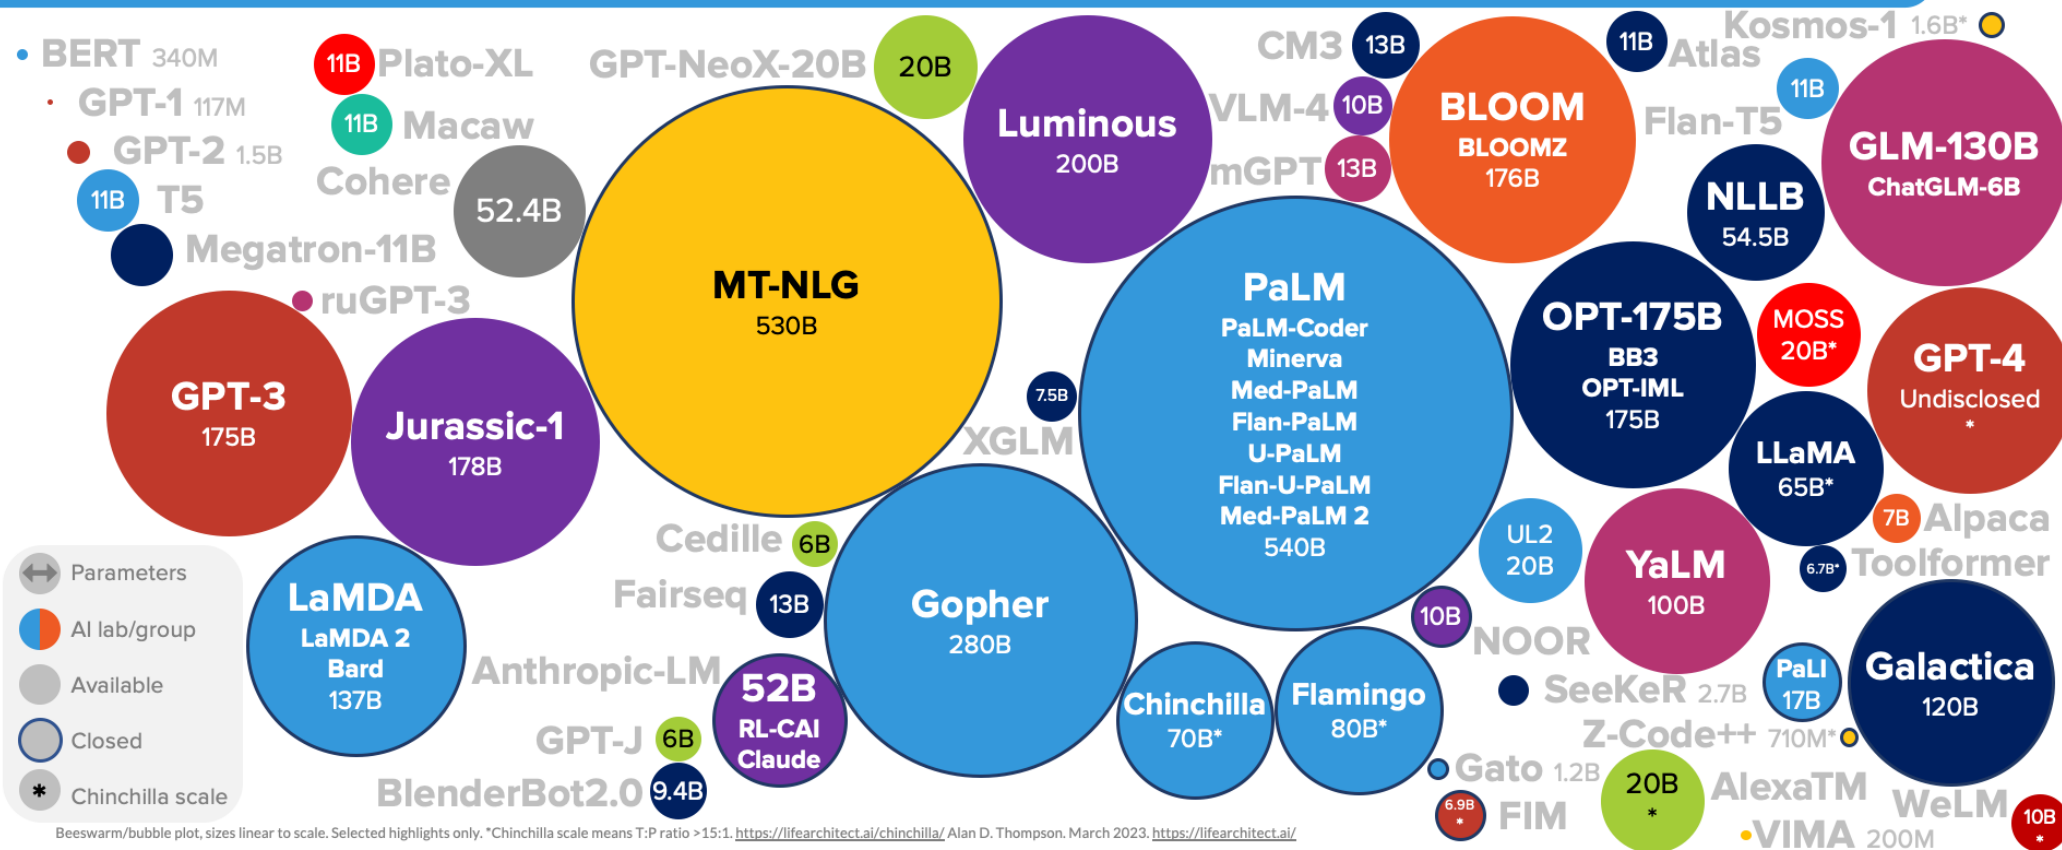 BERT 340M
GPT-1 117M
GPT-2 1.5B
11B T5
Megatron-11B
ruGPT-3
11B Plato-XL
11B Macaw
Cohere
52.4B
GPT-NeoX-20B 20B
MT-NLG
530B
Luminous
200B
CM3 13B
VLM-4 10B
mGPT 13B
BLOOM
BLOOMZ
176B
11B Atlas
Kosmos-1 1.6B*
11B
Flan-T5
GLM-130B
ChatGLM-6B
NLLB
54.5B
GPT-3
175B
Jurassic-1
178B
7.5B
XGLM
PaLM
PaLM-Coder
Minerva
Med-PaLM
Flan-PaLM
U-PaLM
Flan-U-PaLM
Med-PaLM 2
540B
OPT-175B
BB3
OPT-IML
175B
MOSS
20B*
GPT-4
Undisclosed
*
LLaMA
65B*
7B Alpaca
6.7B* Toolformer
UL2
20B
YaLM
100B
Cedille 6B
Fairseq 13B
Gopher
280B
LaMDA
LaMDA 2
Bard
137B
Anthropic-LM
52B
RL-CAI
Claude
GPT-J 6B
BlenderBot2.0 9.4B
Chinchilla
70B*
Flamingo
80B*
10B
NOOR
SeeKeR 2.7B
PaLI
17B
Galactica
120B
Z-Code++ 710M*
Gato 1.2B
6.9B
*
FIM
20B
*
AlexaTM
WeLM
10B
*
VIMA 200M
Parameters
AI lab/group
Available
Closed
* Chinchilla scale
Beeswarm/bubble plot, sizes linear to scale. Selected highlights only. *Chinchilla scale means T:P ratio >15:1. https://lifearchitect.ai/chinchilla/ Alan D. Thompson. March 2023. https://lifearchitect.ai/